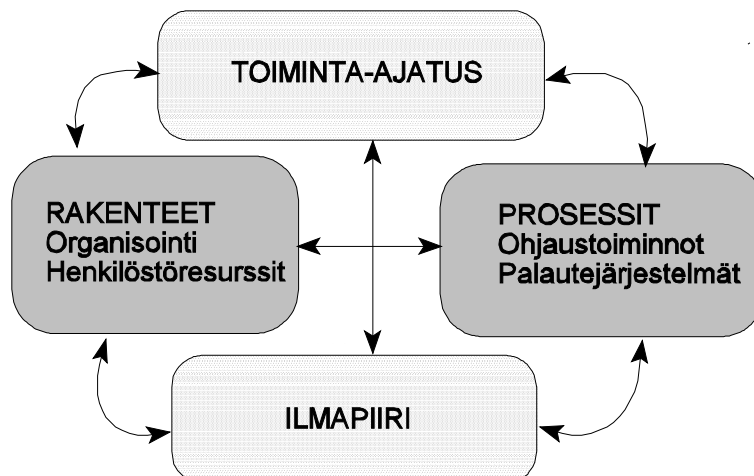 TOIMINTA-AJATUS
RAKENTEET
Organisointi
Henkilöstöresurssit
PROSESSIT
Ohjaustoiminnot
Palautejärjestelmät
ILMAPIIRI